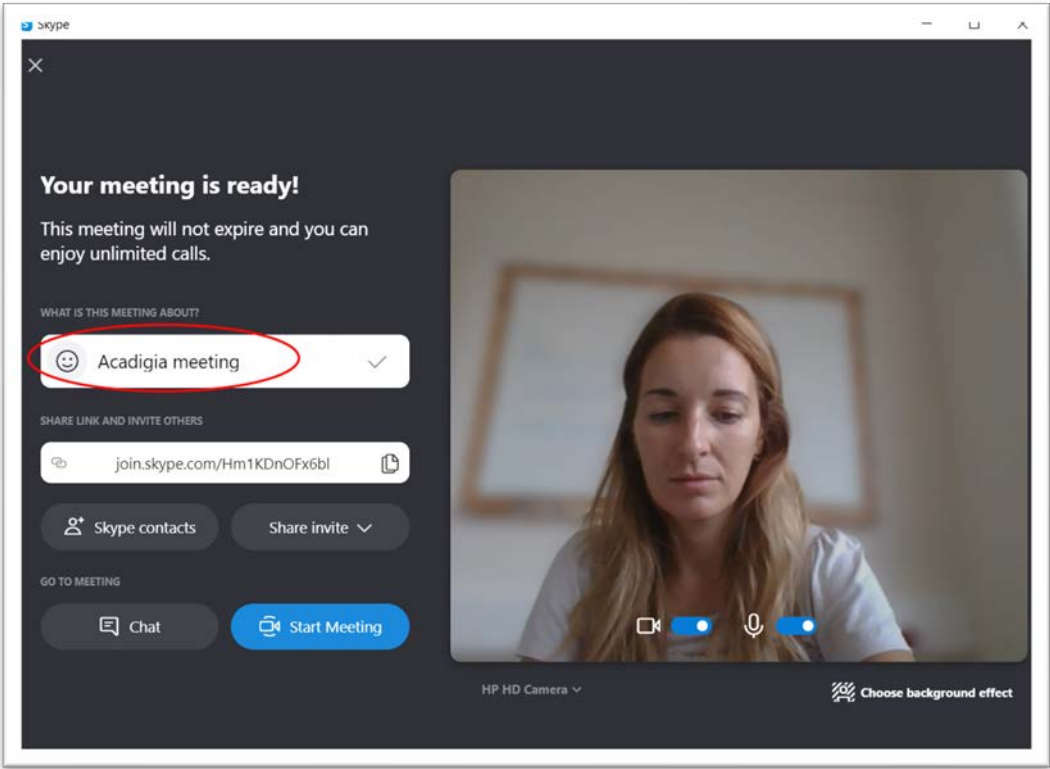 Skype
Your meeting is ready!
This meeting will not expire and you can
enjoy unlimited calls.
WHAT IS THIS MEETING ABOUT?
Acadigia meeting
SHARE LINK AND INVITE OTHERS
join.skype.com/Hm1KDnOFx6bl
Skype contacts
Share invite
GO TO MEETING
Chat
Start Meeting
HP HD Camera
Choose background effect